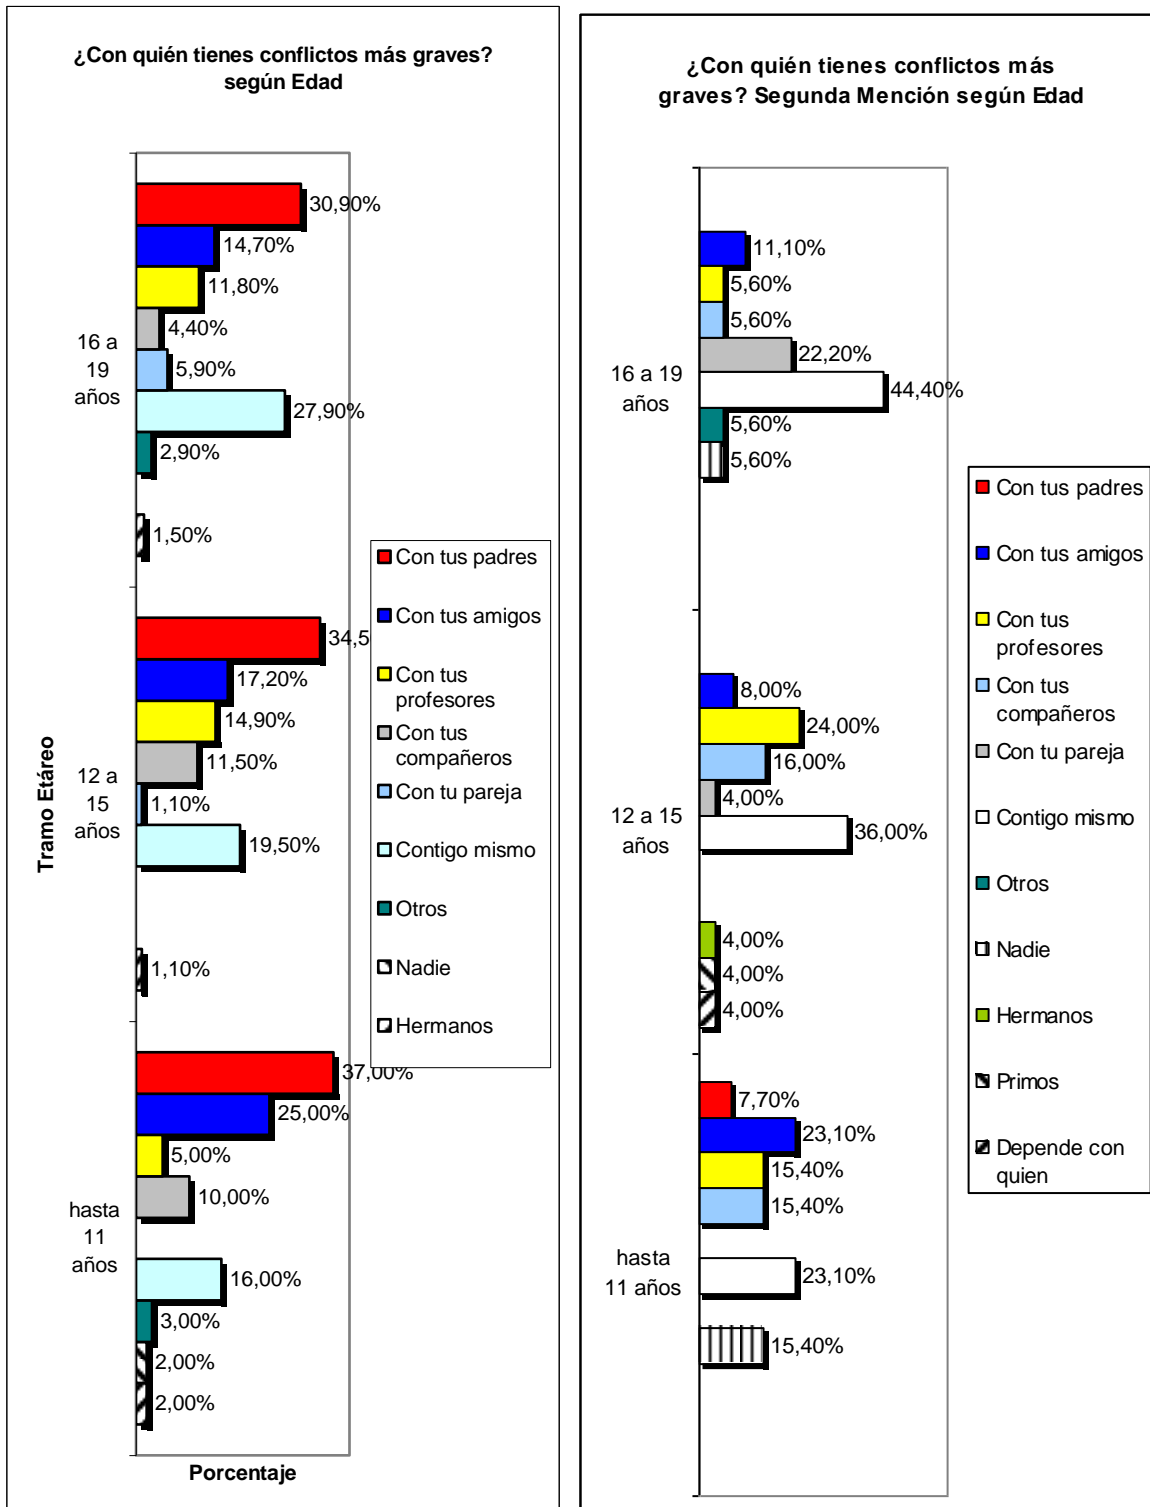 ¿Con quién tienes conflictos más graves?
según Edad
30,90%
14,70%
11,80%
4,40%
5,90%
27,90%
2,90%
1,50%
16 a
19
años
34,5
17,20%
14,90%
11,50%
1,10%
19,50%
1,10%
12 a
15
años
37,00%
25,00%
5,00%
10,00%
16,00%
3,00%
2,00%
2,00%
hasta
11
años
Tramo Etáreo
Porcentaje
Con tus padres
Con tus amigos
Con tus
profesores
Con tus
compañeros
Con tu pareja
Contigo mismo
Otros
Nadie
Hermanos
¿Con quién tienes conflictos más
graves? Segunda Mención según Edad
11,10%
5,60%
5,60%
22,20%
44,40%
5,60%
5,60%
16 a 19
años
8,00%
24,00%
16,00%
4,00%
36,00%
4,00%
4,00%
4,00%
12 a 15
años
7,70%
23,10%
15,40%
15,40%
23,10%
15,40%
hasta
11 años
Con tus padres
Con tus amigos
Con tus
profesores
Con tus
compañeros
Con tu pareja
Contigo mismo
Otros
Nadie
Hermanos
Primos
Depende con
quien